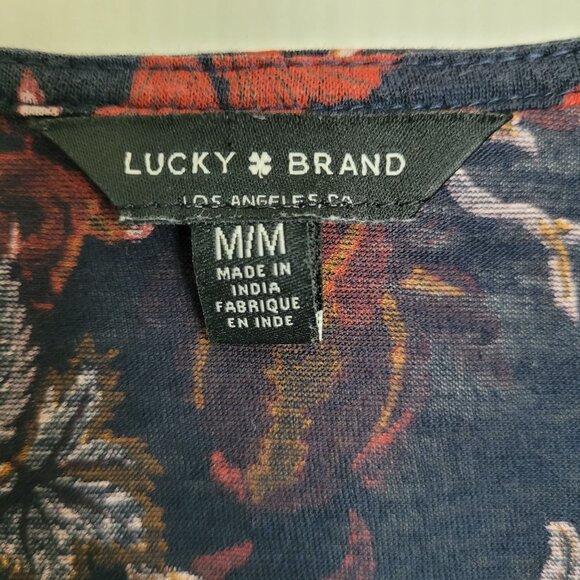 LUCKY BRAND
LOS ANGELES, CA
M/M
MADE IN
INDIA
FABRIQUE
EN INDE